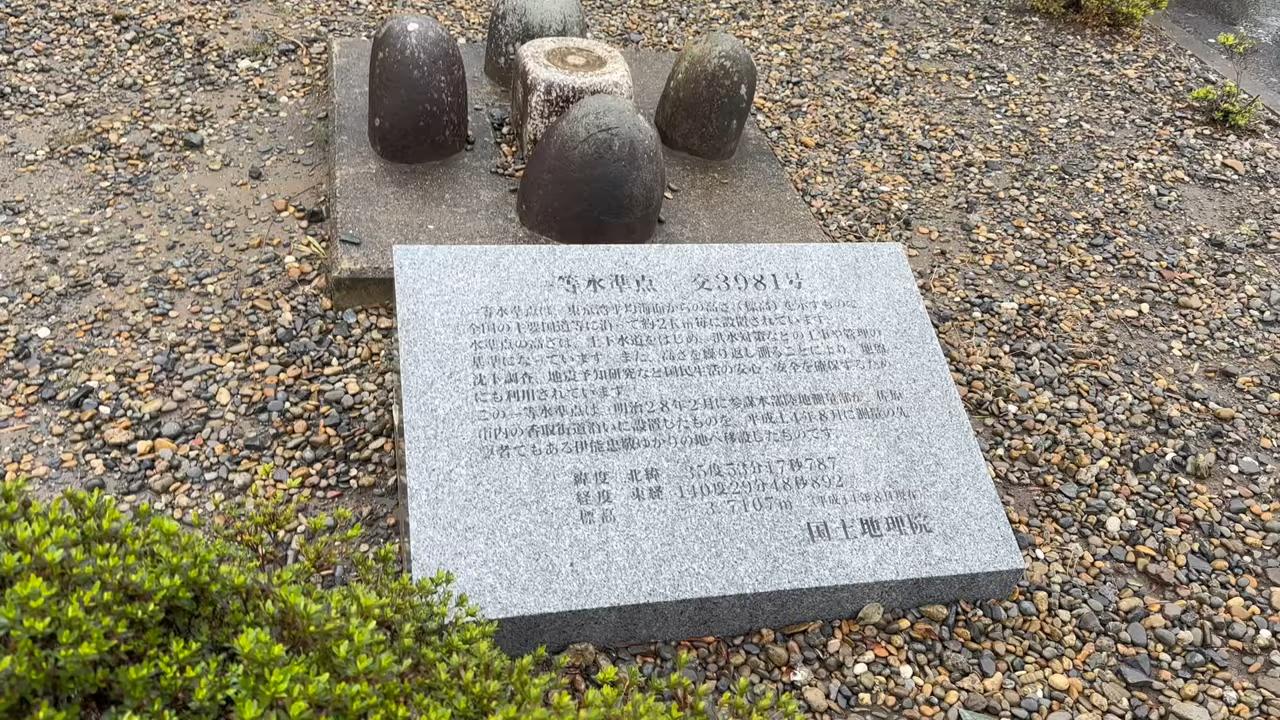 一等水準点　交3981号
一等水準点は、東京湾平均海面からの高さ(標高)を示すもので、
全国の主要国道等に沿って約2Km毎に設置されています。
水準点の高さは、上下水道をはじめ、洪水対策などの工事や管理の
基準になっています。また、高さを繰り返し測ることにより、地盤
沈下調査、地震予知研究など国民生活の安心・安全を確保するため
にも利用されています。
この一等水準点は、明治28年2月に参謀本部陸地測量部が、佐原
市内の香取街道沿いに設置したものを、平成11年8月に測量の先
覚者でもある伊能忠敬ゆかりの地へ移設したものです。
緯度　北緯　35度53分17秒787
経度　東経　140度29分48秒892
標高　3.7107m　平成11年8月現在
国土地理院